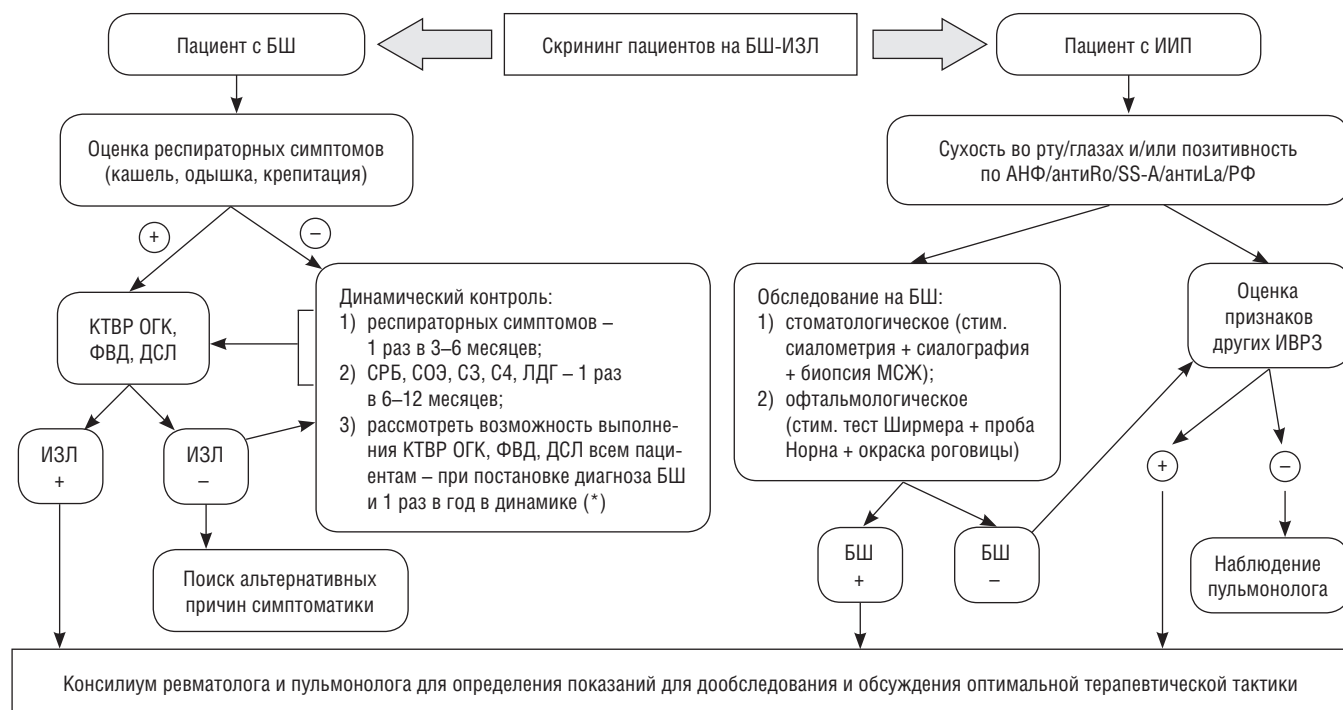 Пациент с БШ
Скрининг пациентов на БШ-ИЗЛ
Пациент с ИИП
Оценка респираторных симптомов
(кашель, одышка, крепитация)
Сухость во рту/глазах и/или позитивность
по АНФ/антиRo/SS-A/антиLa/РФ
+
–
КТВР ОГК,
ФВД, ДСЛ
Динамический контроль:
1) респираторных симптомов –
1 раз в 3–6 месяцев;
2) СРБ, СОЭ, С3, С4, ЛДГ – 1 раз
в 6–12 месяцев;
3) рассмотреть возможность выполне-
ния КТВР ОГК, ФВД, ДСЛ всем паци-
ентам – при постановке диагноза БШ
и 1 раз в год в динамике (*)
Обследование на БШ:
1) стоматологическое (стим.
сиалометрия + сиалография
+ биопсия МСЖ);
2) офтальмологическое
(стим. тест Ширмера + проба
Норна + окраска роговицы)
Оценка
признаков
других ИВРЗ
ИЗЛ
+
ИЗЛ
–
+
–
Поиск альтернативных
причин симптоматики
БШ
+
БШ
–
Наблюдение
пульмонолога
Консилиум ревматолога и пульмонолога для определения показаний для дообследования и обсуждения оптимальной терапевтической тактики